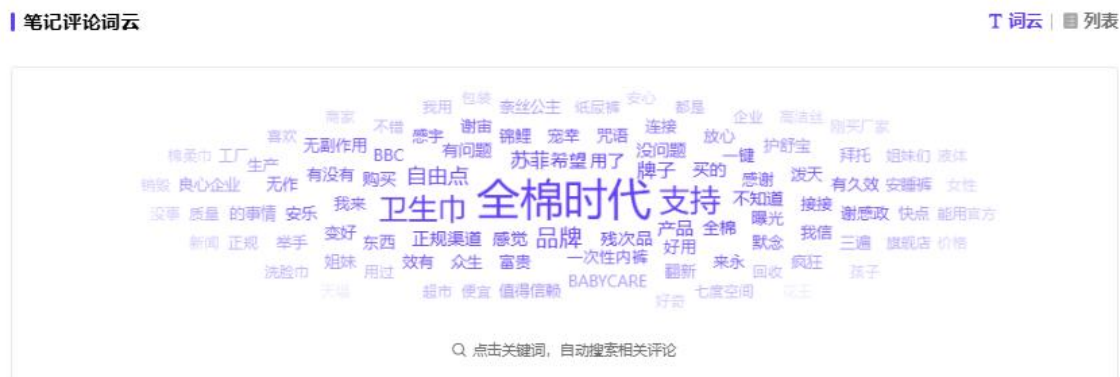 笔记评论词云
T 词云 | 列表
包装 安心
我用 奈丝公主 纸尿裤 都是
商家 企业 高洁丝
不错 感宇 谢宙 锦鲤 宠幸 咒语 连接 放心 刚买厂家
喜欢 无副作用 有问题 没问题 护舒宝
棉柔巾 工厂 BBC 苏菲 希望 用了 一键 拜托 姐妹们 液体
生产 有没有 购买 自由点 牌子 买的 感谢 泼天
销毁 良心企业 无作 有久效 安睡裤 女性
卫生巾 全棉时代 支持 不知道
没事 质量 的事情 安乐 我来 曝光 接接 谢感政 快点 能用 官方
变好 产品 全棉 我信
新闻 正规 举手 东西 正规渠道 感觉 品牌 残次品 好用 默念 三遍 旗舰店 价格
姐妹 效有 众生 富贵 一次性内裤 来永 疯狂
洗脸巾 用过 翻新 回收 孩子
BABYCARE
天塌 超市 便宜 值得信赖 七度空间 花王
好奇
点击关键词，自动搜索相关评论